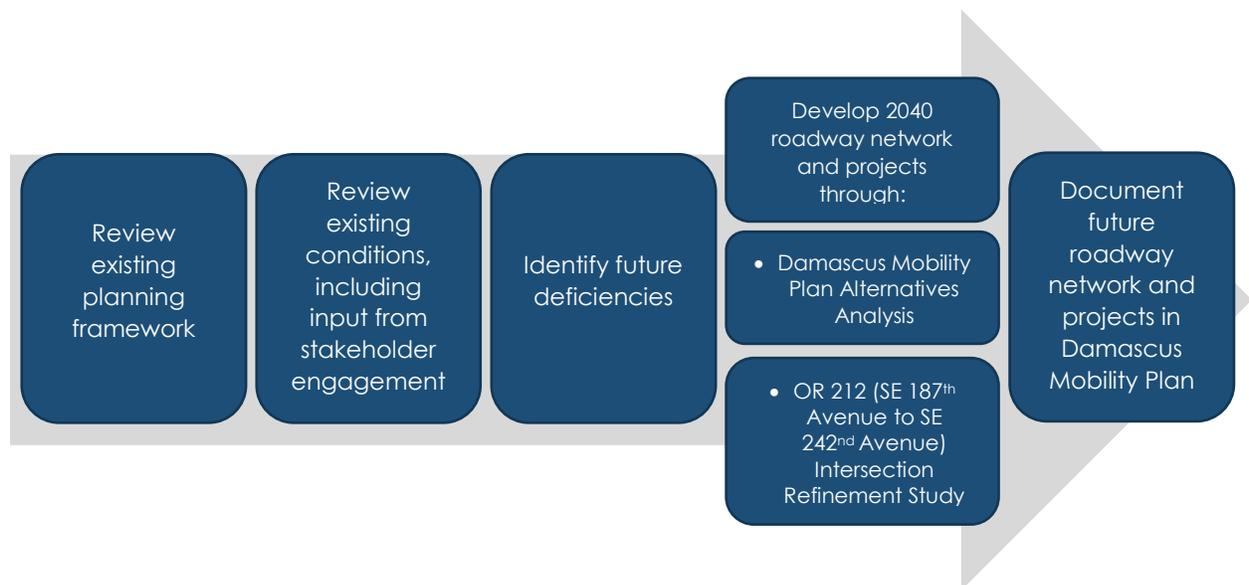 Review
existing
planning
framework
Review
existing
conditions,
including
input from
stakeholder
engagement
Identify future
deficiencies
Develop 2040
roadway network
and projects
through:
• Damascus Mobility
Plan Alternatives
Analysis
• OR 212 (SE 187th
Avenue to SE
242nd Avenue)
Intersection
Refinement Study
Document
future
roadway
network and
projects in
Damascus
Mobility Plan